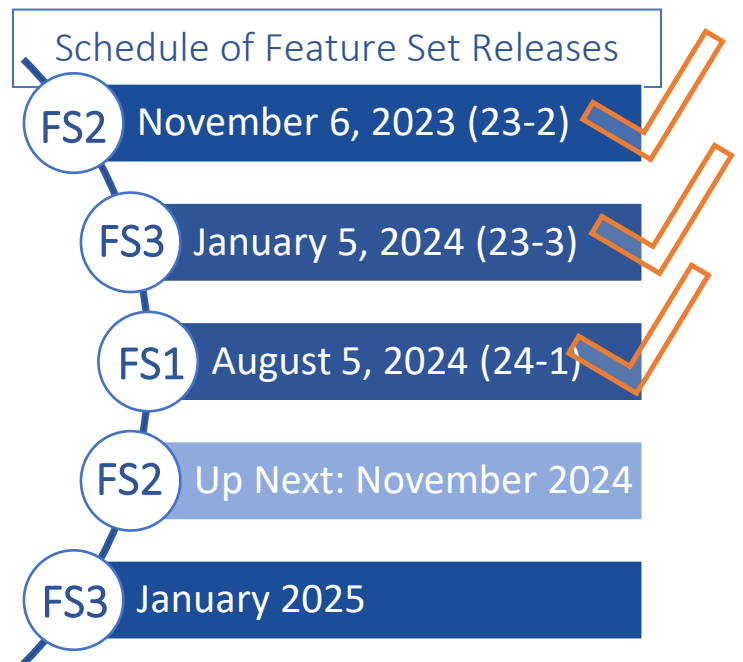 Schedule of Feature Set Releases
FS2 November 6, 2023 (23-2)
FS3 January 5, 2024 (23-3)
FS1 August 5, 2024 (24-1)
FS2 Up Next: November 2024
FS3 January 2025